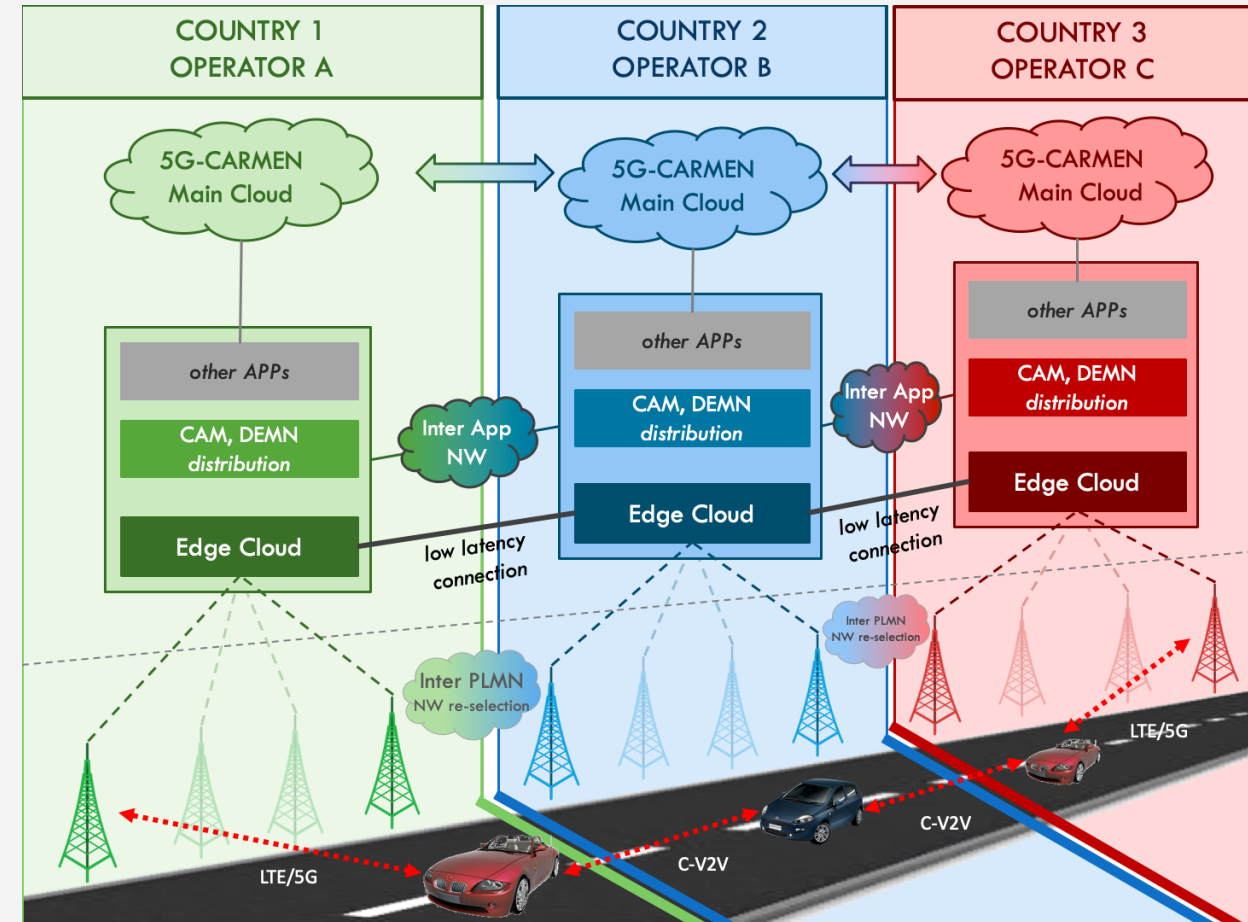 COUNTRY 1
OPERATOR A
COUNTRY 2
OPERATOR B
COUNTRY 3
OPERATOR C
5G-CARMEN
Main Cloud
5G-CARMEN
Main Cloud
5G-CARMEN
Main Cloud
other APPs
CAM, DEMN
distribution
Edge Cloud
Inter App
NW
other APPs
CAM, DEMN
distribution
Edge Cloud
Inter App
NW
other APPs
CAM, DEMN
distribution
Edge Cloud
low latency
connection
low latency
connection
Inter PLMN
NW re-selection
Inter PLMN
NW re-selection
LTE/5G
C-V2V
C-V2V
LTE/5G